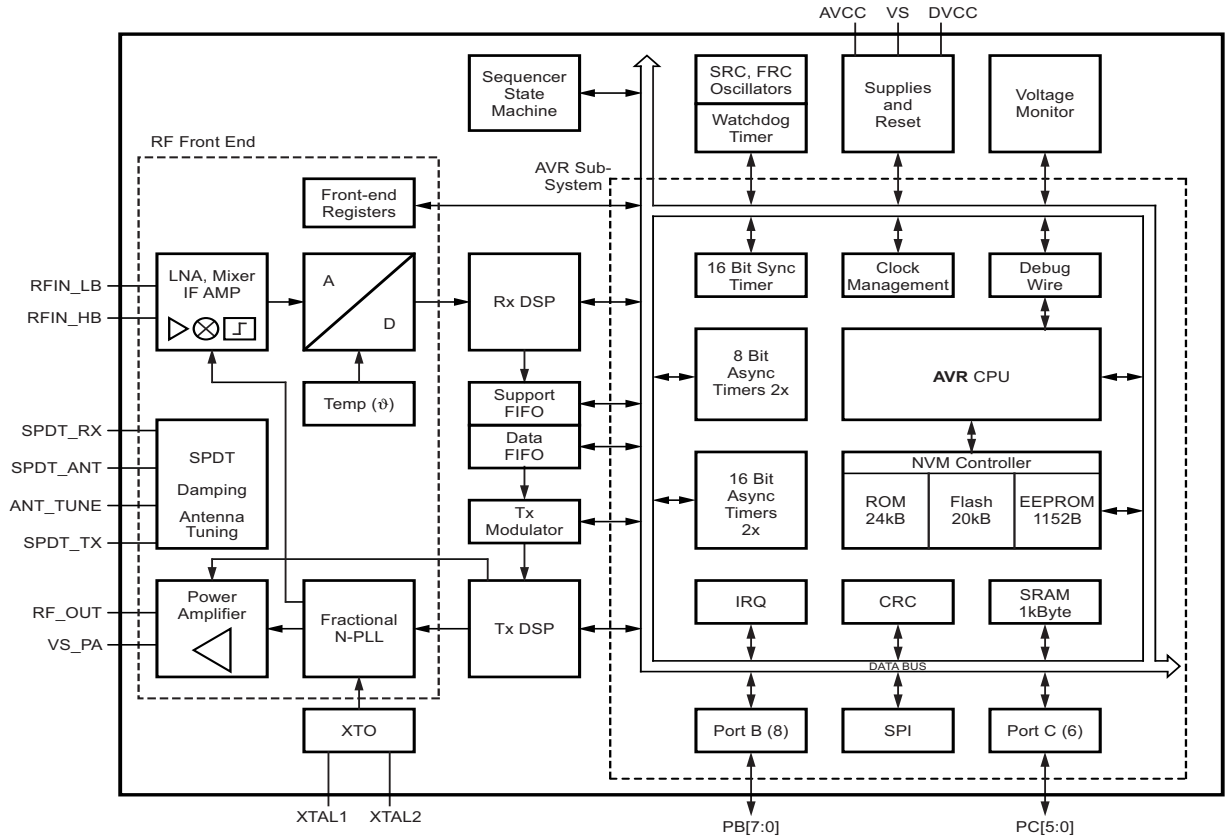 AVCC VS DVCC
Sequencer
State
Machine
SRC, FRC
Oscillators
Watchdog
Timer
Supplies
and
Reset
Voltage
Monitor
RF Front End
AVR Sub-
System
Front-end
Registers
RFIN_LB
RFIN_HB
LNA, Mixer
IF AMP
A
D
Rx DSP
16 Bit Sync
Timer
Clock
Management
Debug
Wire
Temp (ϑ)
Support
FIFO
Data
FIFO
8 Bit
Async
Timers 2x
AVR CPU
SPDT_RX
SPDT_ANT
ANT_TUNE
SPDT_TX
SPDT
Damping
Antenna
Tuning
Tx
Modulator
16 Bit
Async
Timers
2x
NVM Controller
ROM
24kB
Flash
20kB
EEPROM
1152B
RF_OUT
VS_PA
Power
Amplifier
Fractional
N-PLL
Tx DSP
IRQ
CRC
SRAM
1kByte
DATA BUS
XTO
Port B (8)
SPI
Port C (6)
XTAL1 XTAL2
PB[7:0]
PC[5:0]